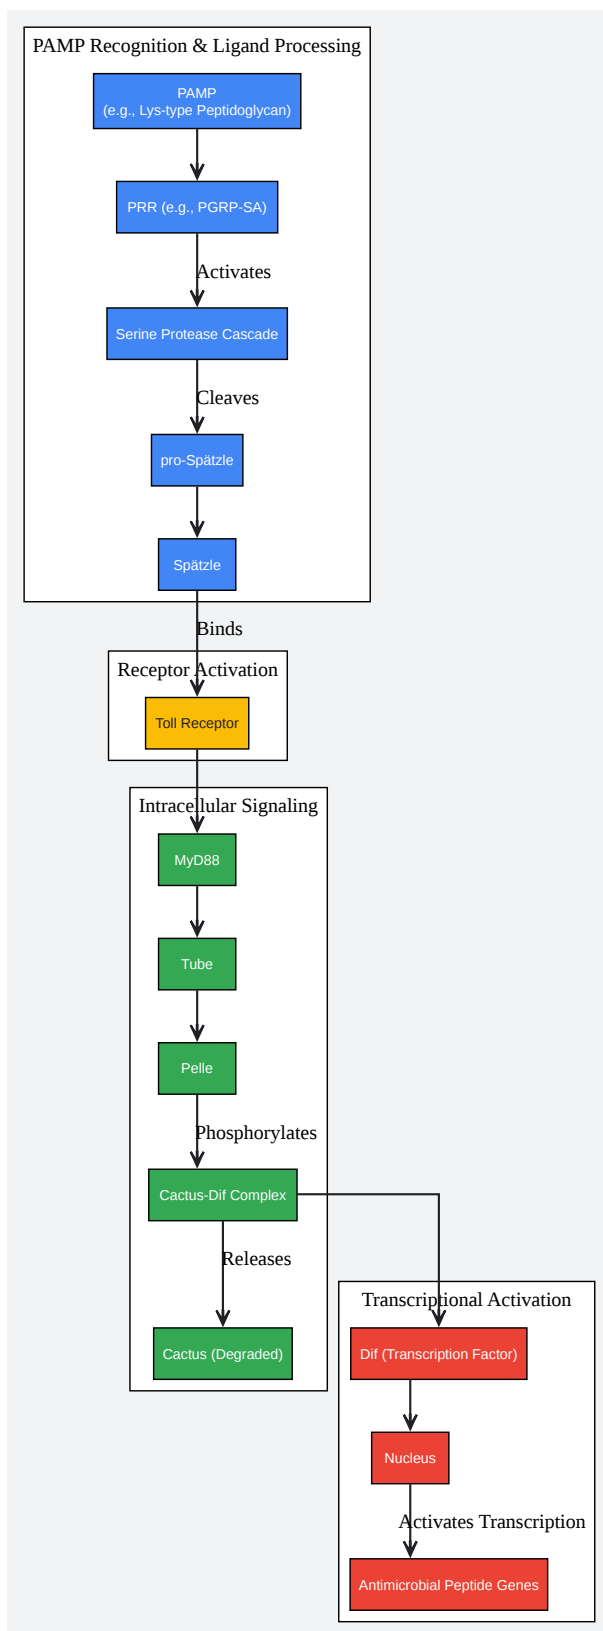 PAMP Recognition & Ligand Processing
PAMP
(e.g., Lys-type Peptidoglycan)
PRR (e.g., PGRP-SA)
Activates
Serine Protease Cascade
Cleaves
pro-Spätzle
Spätzle
Binds
Receptor Activation
Toll Receptor
Intracellular Signaling
MyD88
Tube
Pelle
Phosphorylates
Cactus-Dif Complex
Releases
Cactus (Degraded)
Transcriptional Activation
Dif (Transcription Factor)
Nucleus
Activates Transcription
Antimicrobial Peptide Genes